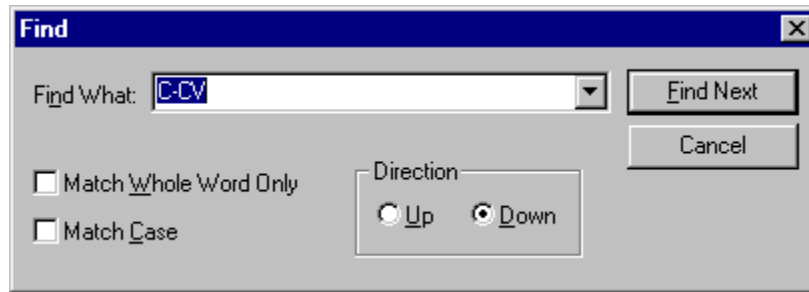 Find
Find What: C-CV
Find Next
Cancel
Match Whole Word Only
Match Case
Direction
Up Down